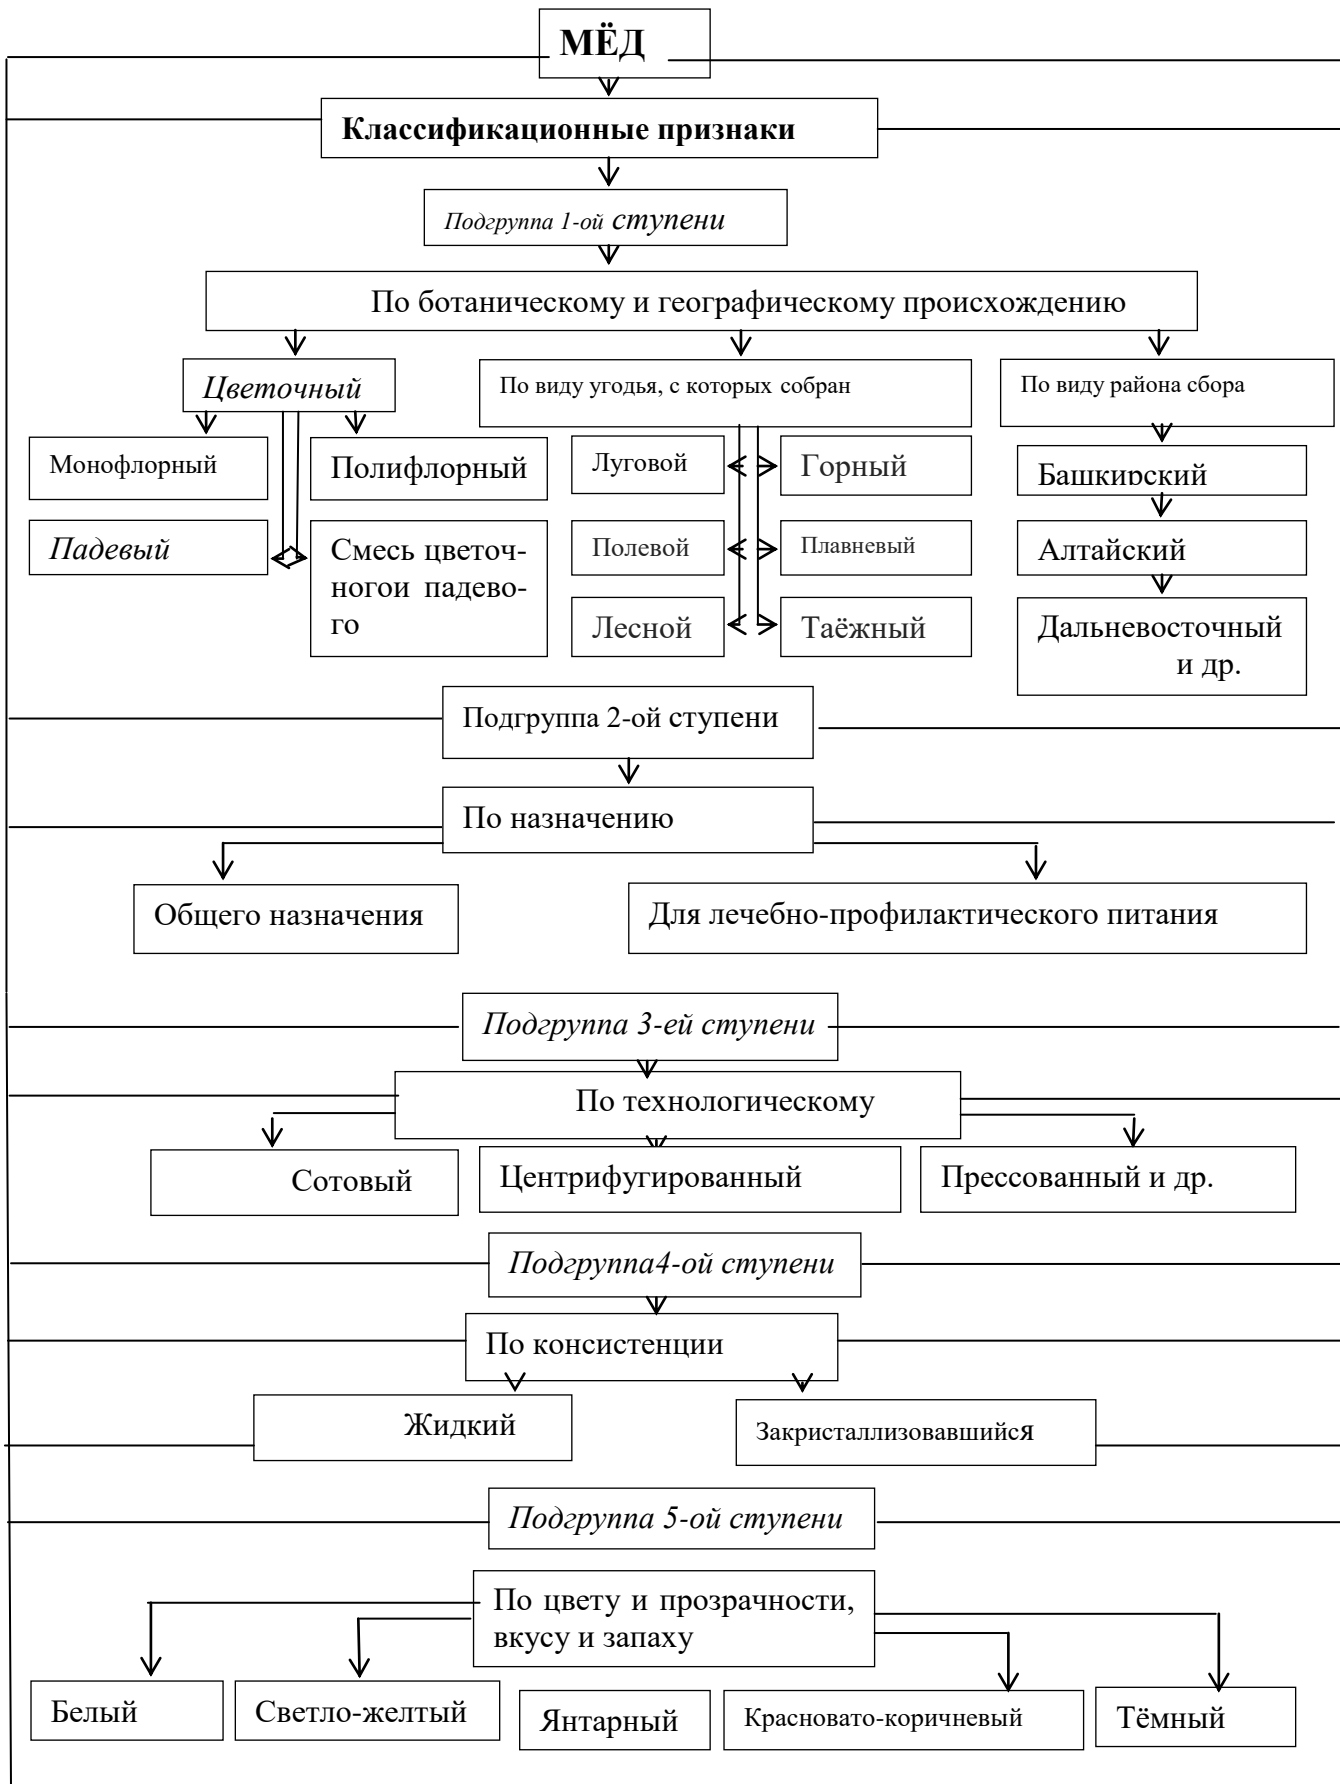 МЁД
Классификационные признаки
Подгруппа 1-ой ступени
По ботаническому и географическому происхождению
Цветочный
По виду угодья, с которых собран
По виду района сбора
Монофлорный
Полифлорный
Луговой
Горный
Башкирский
Падевый
Смесь цветоч-
ногои падево-
го
Полевой
Плавневый
Алтайский
Лесной
Таёжный
Дальневосточный
и др.
Подгруппа 2-ой ступени
По назначению
Общего назначения
Для лечебно-профилактического питания
Подгруппа 3-ей ступени
По технологическому
Сотовый
Центрифугированный
Прессованный и др.
Подгруппа4-ой ступени
По консистенции
Жидкий
Закристаллизовавшийся
Подгруппа 5-ой ступени
По цвету и прозрачности,
вкусу и запаху
Белый
Светло-желтый
Янтарный
Красновато-коричневый
Тёмный